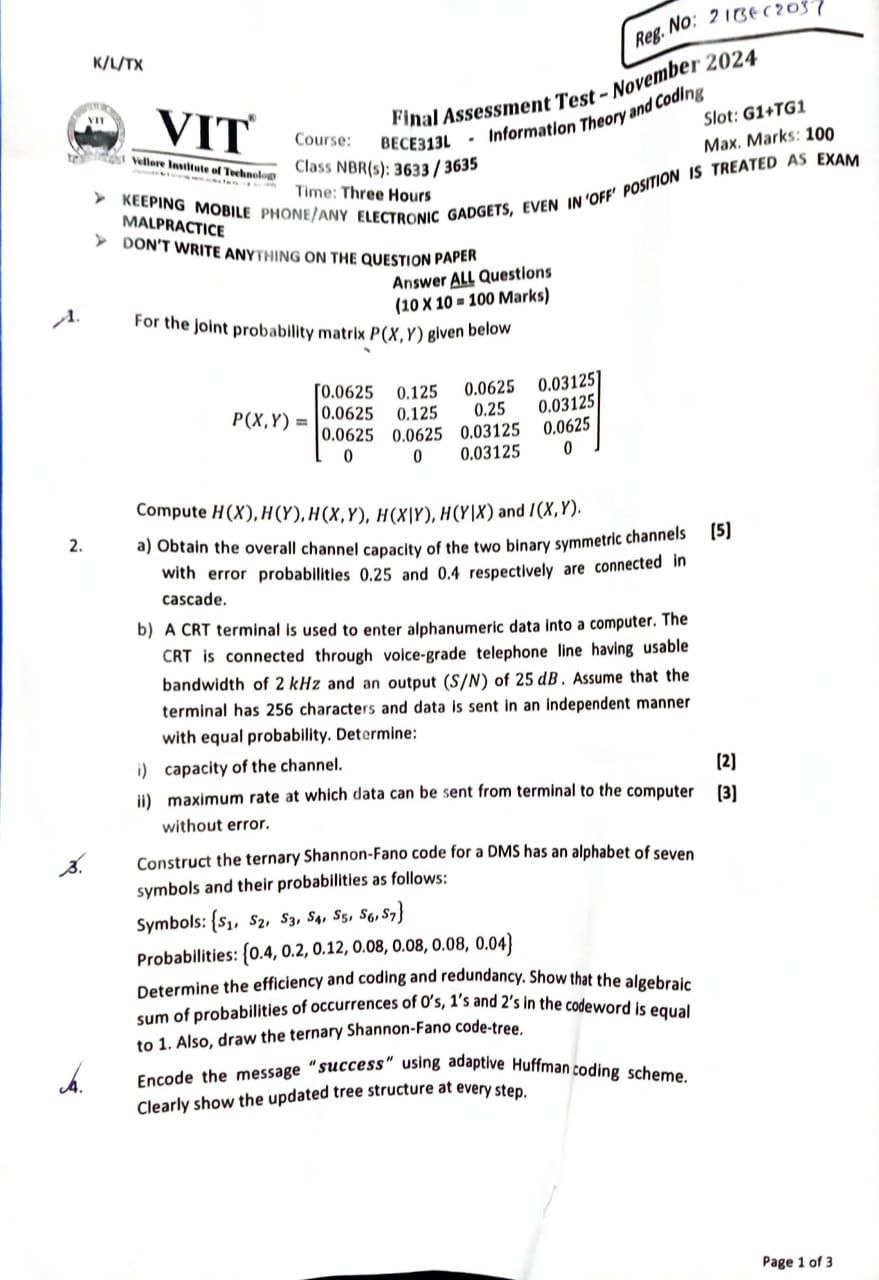 Reg. No: 21BEC2037
K/L/TX
Final Assessment Test – November 2024
VIT
VIT®
Vellore Institute of Technology
Course: BECE313L - Information Theory and Coding
Class NBR(s): 3633 / 3635
Slot: G1+TG1
Time: Three Hours
Max. Marks: 100
➤ KEEPING MOBILE PHONE/ANY ELECTRONIC GADGETS, EVEN IN 'OFF' POSITION IS TREATED AS EXAM
MALPRACTICE
➤ DON'T WRITE ANYTHING ON THE QUESTION PAPER
Answer ALL Questions
(10 X 10 = 100 Marks)
1. For the joint probability matrix P(X,Y) given below
P(X,Y) =
[0.0625 0.125 0.0625 0.03125]
0.0625 0.125 0.25 0.03125
0.0625 0.0625 0.03125 0.0625
0 0 0.03125 0
Compute H(X), H(Y), H(X,Y), H(X|Y), H(Y|X) and I(X,Y).
2. a) Obtain the overall channel capacity of the two binary symmetric channels [5]
with error probabilities 0.25 and 0.4 respectively are connected in
cascade.
b) A CRT terminal is used to enter alphanumeric data into a computer. The
CRT is connected through voice-grade telephone line having usable
bandwidth of 2 kHz and an output (S/N) of 25 dB. Assume that the
terminal has 256 characters and data is sent in an independent manner
with equal probability. Determine:
i) capacity of the channel. [2]
ii) maximum rate at which data can be sent from terminal to the computer [3]
without error.
3. Construct the ternary Shannon-Fano code for a DMS has an alphabet of seven
symbols and their probabilities as follows:
Symbols: {S₁, S₂, S₃, S₄, S₅, S₆, S₇}
Probabilities: {0.4, 0.2, 0.12, 0.08, 0.08, 0.08, 0.04}
Determine the efficiency and coding and redundancy. Show that the algebraic
sum of probabilities of occurrences of 0's, 1's and 2's in the codeword is equal
to 1. Also, draw the ternary Shannon-Fano code-tree.
4. Encode the message "success" using adaptive Huffman coding scheme.
Clearly show the updated tree structure at every step.
Page 1 of 3